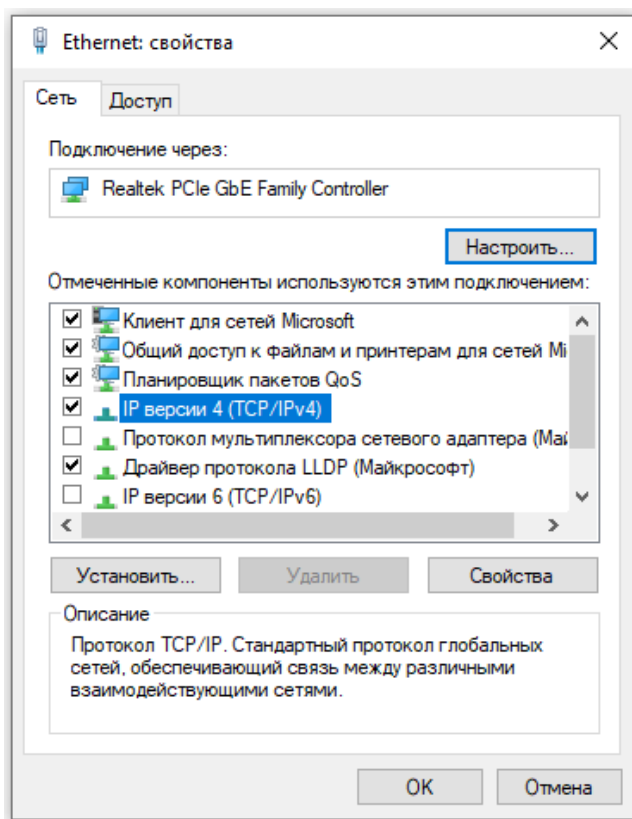 Ethernet: свойства
Сеть
Доступ
Подключение через:
Realtek PCIe GbE Family Controller
Настроить...
Отмеченные компоненты используются этим подключением:
Клиент для сетей Microsoft
Общий доступ к файлам и принтерам для сетей Mi
Планировщик пакетов QoS
IP версии 4 (TCP/IPv4)
Протокол мультиплексора сетевого адаптера (Май
Драйвер протокола LLDP (Майкрософт)
IP версии 6 (TCP/IPv6)
Установить...
Удалить
Свойства
Описание
Протокол TCP/IP. Стандартный протокол глобальных
сетей, обеспечивающий связь между различными
взаимодействующими сетями.
OK
Отмена